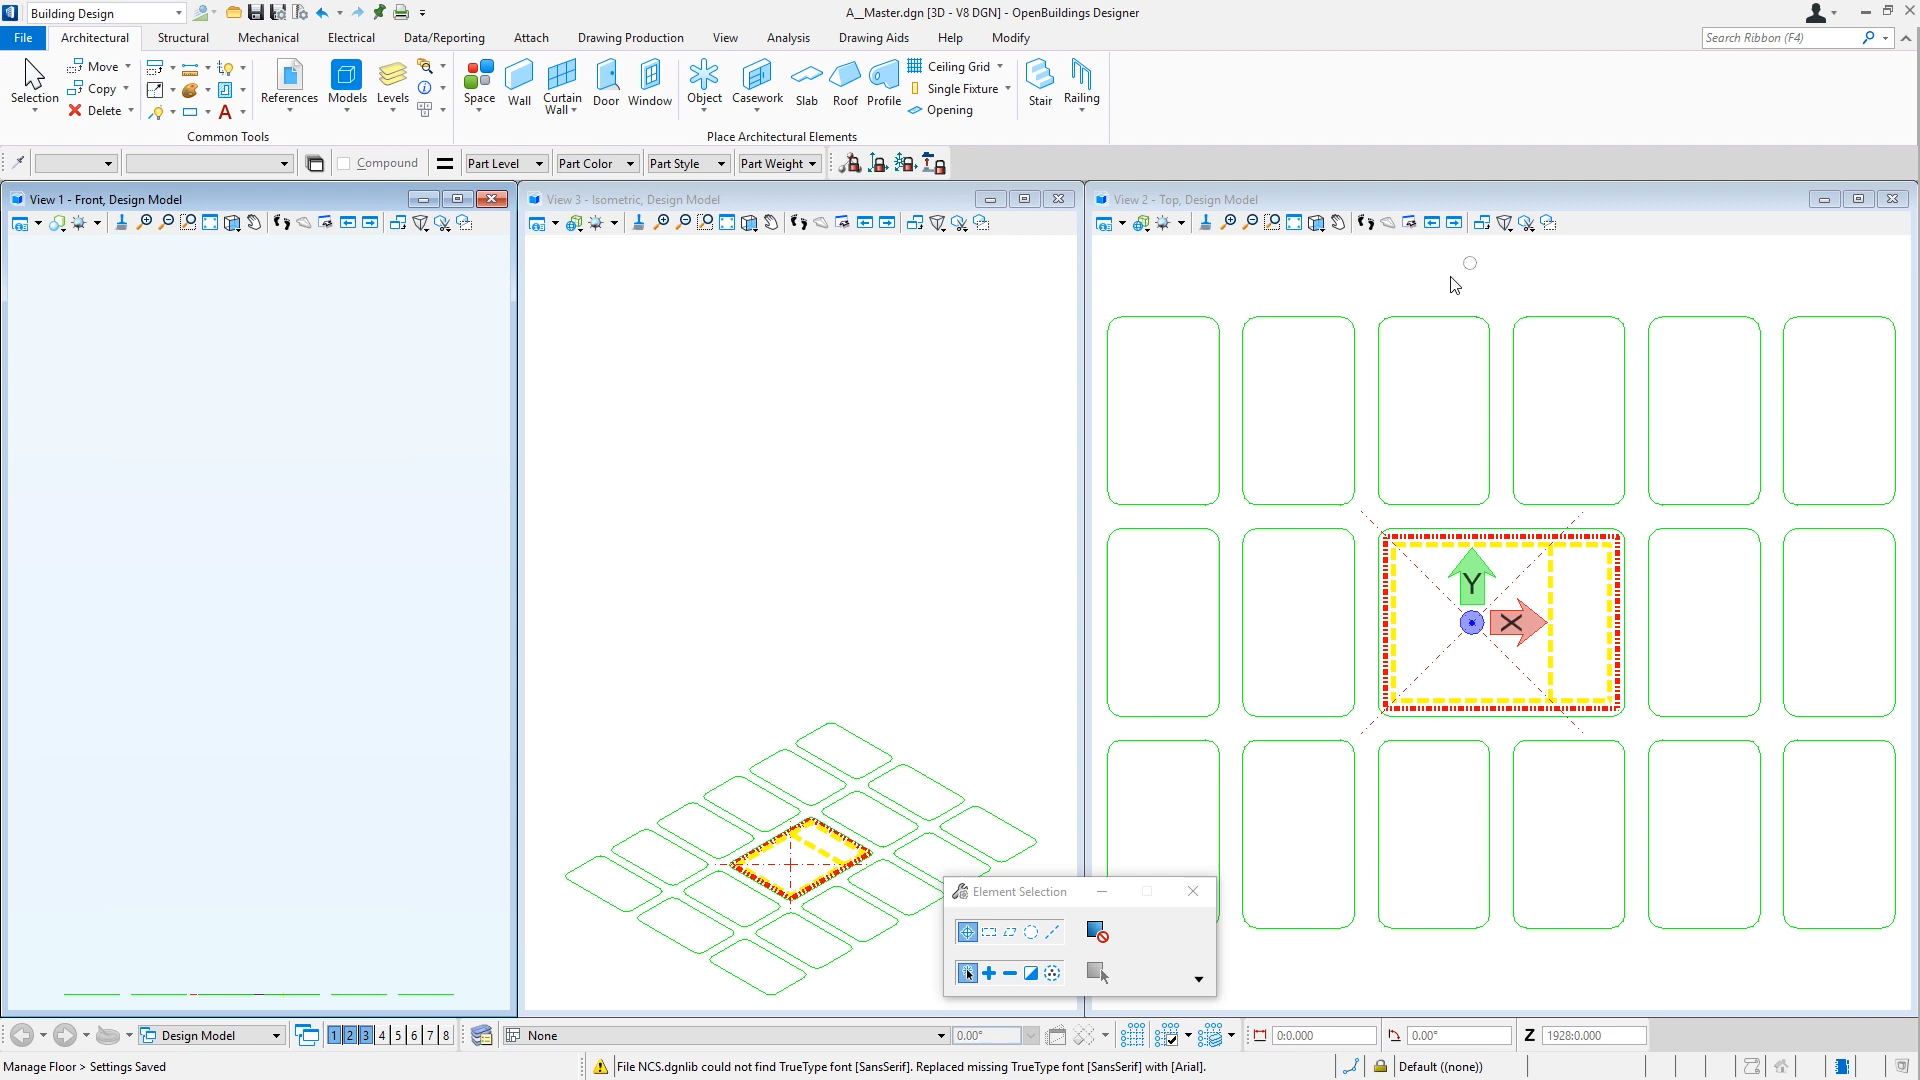 Building Design
A__Master.dgn [3D - V8 DGN] - OpenBuildings Designer
File
Architectural
Structural
Mechanical
Electrical
Data/Reporting
Attach
Drawing Production
View
Analysis
Drawing Aids
Help
Modify
Search Ribbon (F4)
Selection
Move
Copy
Delete
A
References
Models
Levels
Space
Wall
Curtain
Wall
Door
Window
Object
Casework
Slab
Roof
Profile
Ceiling Grid
Single Fixture
Opening
Stair
Railing
Common Tools
Place Architectural Elements
Compound
Part Level
Part Color
Part Style
Part Weight
View 1 - Front, Design Model
View 3 - Isometric, Design Model
View 2 - Top, Design Model
Y
X
Element Selection
Design Model
1 2 3 4 5 6 7 8
None
0.00°
0:0.000
0.00°
Z
1928:0.000
Manage Floor > Settings Saved
File NCS.dgnlib could not find TrueType font [SansSerif]. Replaced missing TrueType font [SansSerif] with [Arial].
Default ((none))